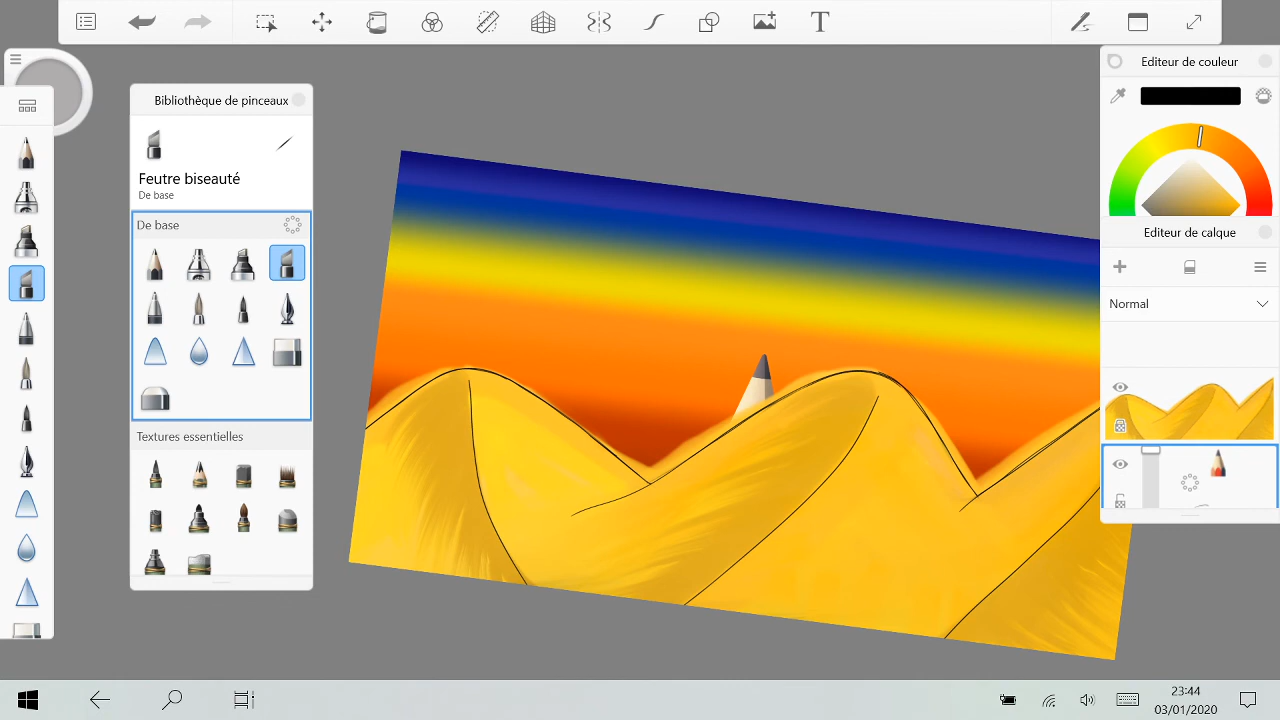 T
Editeur de couleur
Bibliothèque de pinceaux
Feutre biseauté
De base
De base
Editeur de calque
Normal
Textures essentielles
23:44
03/01/2020